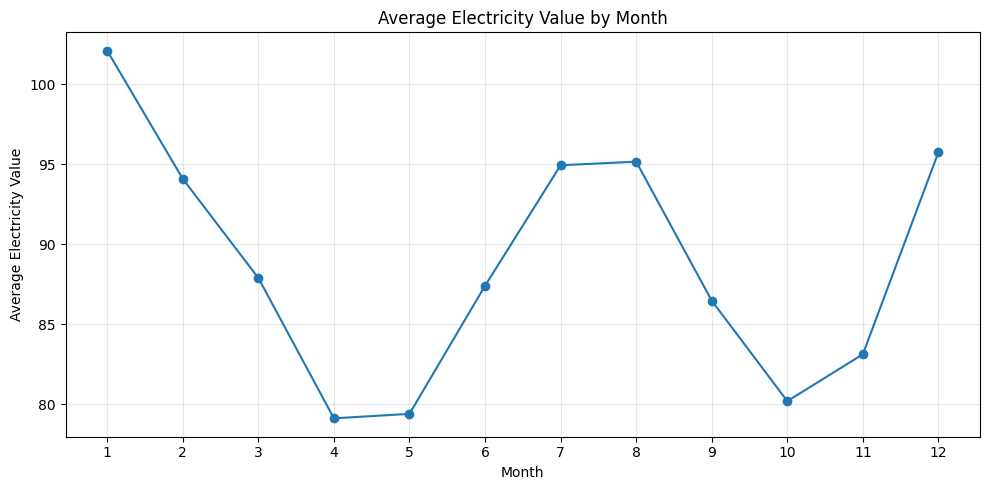 Average Electricity Value by Month
Average Electricity Value
100
95
90
85
80
1 2 3 4 5 6 7 8 9 10 11 12
Month